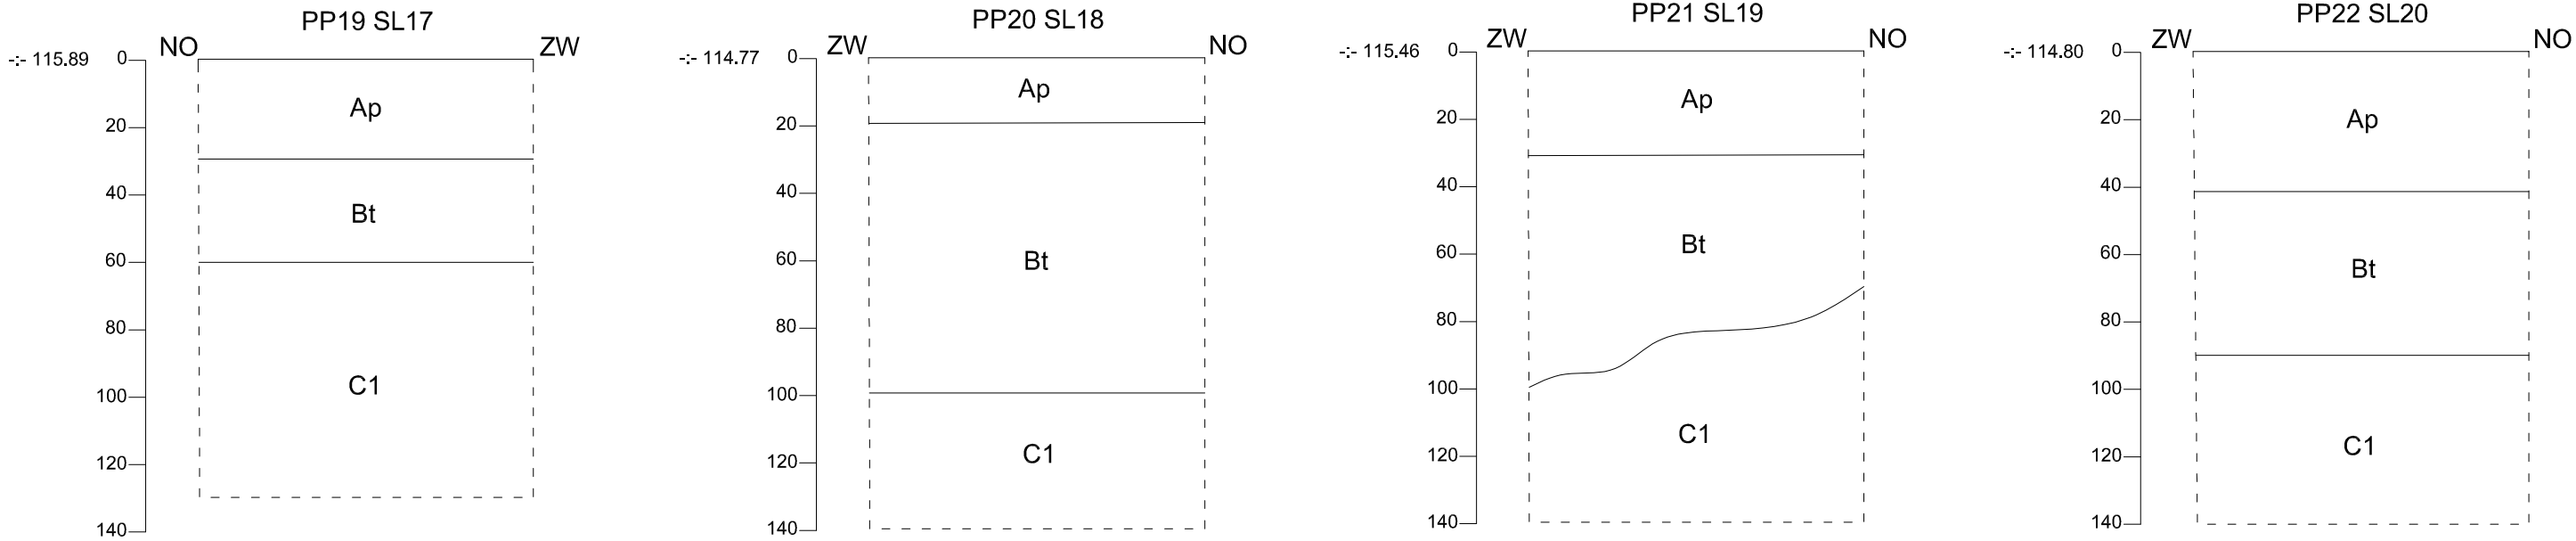 PP19 SL17
NO
ZW
-:- 115.89
0
20
40
60
80
100
120
140
Ap
Bt
C1
PP20 SL18
ZW
NO
-:- 114.77
0
20
40
60
80
100
120
140
Ap
Bt
C1
PP21 SL19
ZW
NO
-:- 115.46
0
20
40
60
80
100
120
140
Ap
Bt
C1
PP22 SL20
ZW
NO
-:- 114.80
0
20
40
60
80
100
120
140
Ap
Bt
C1